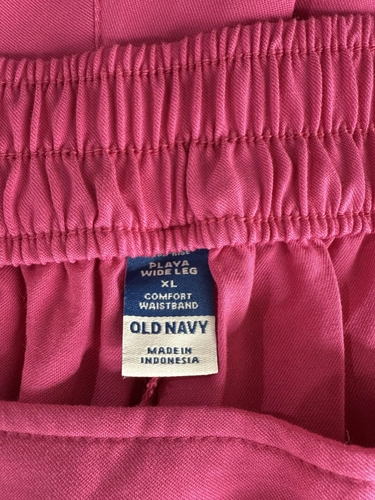 PLAYA
WIDE LEG
XL
COMFORT
WAISTBAND
OLD NAVY
MADE IN
INDONESIA